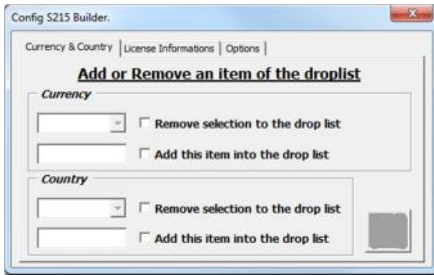 Config S215 Builder.
Currency & Country License Informations Options
Add or Remove an item of the droplist
Currency
Remove selection to the drop list
Add this item into the drop list
Country
Remove selection to the drop list
Add this item into the drop list